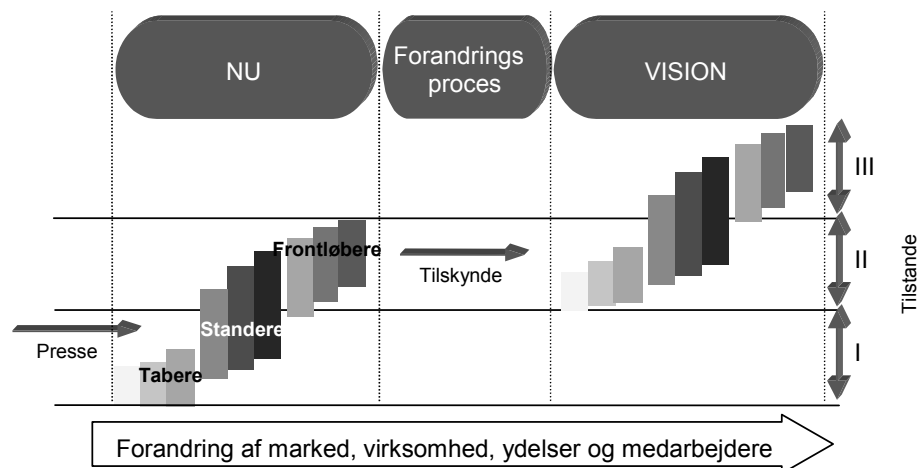 NU
Forandrings
proces
VISION
III
Frontløbere
II
Tilskynde
Tilstande
Standere
Presse
I
Tabere
Forandring af marked, virksomhed, ydelser og medarbejdere